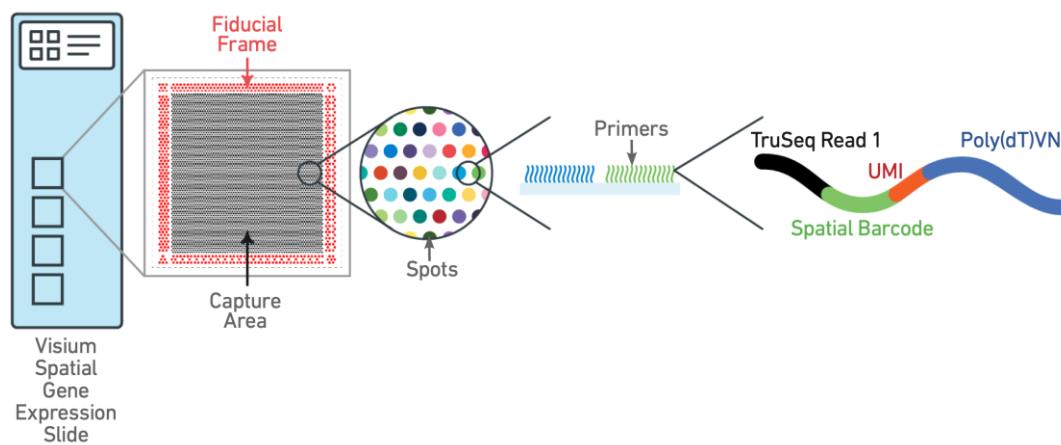 Fiducial
Frame
Primers
TruSeq Read 1
Poly(dT)VN
UMI
Spatial Barcode
Spots
Capture
Area
Visium
Spatial
Gene
Expression
Slide